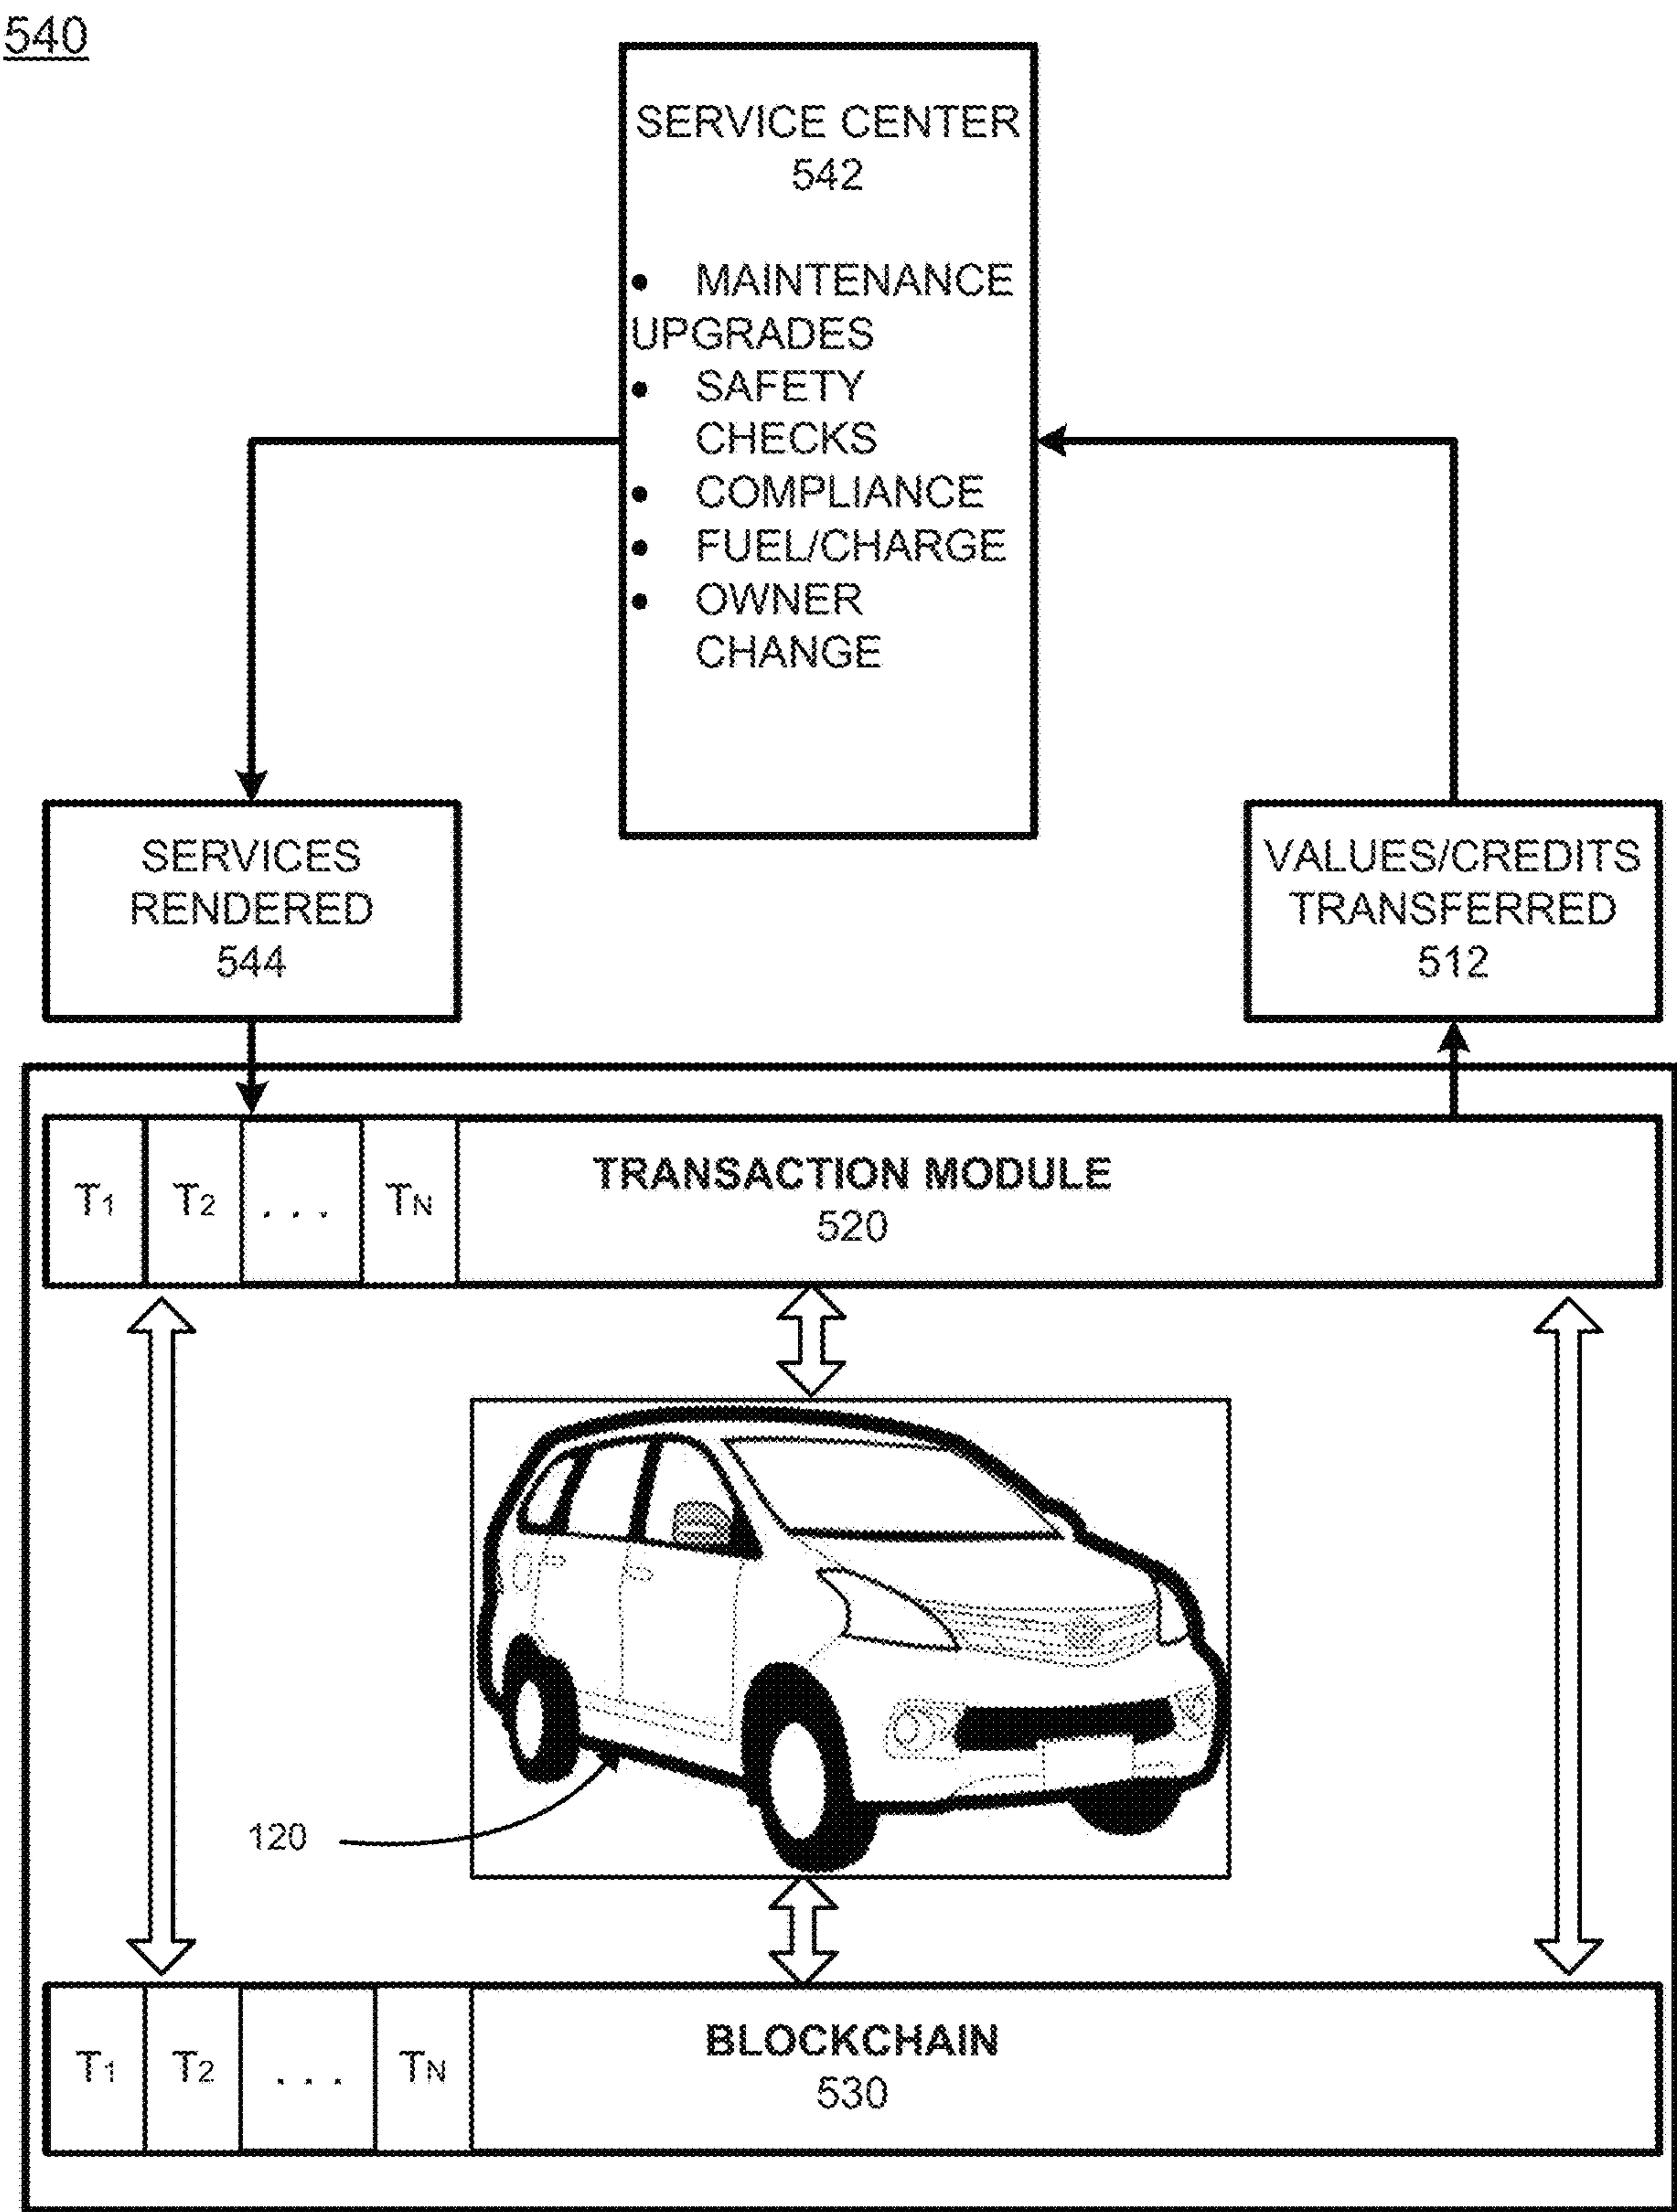 540
SERVICE CENTER
542
• MAINTENANCE
UPGRADES
• SAFETY
CHECKS
• COMPLIANCE
• FUEL/CHARGE
• OWNER
CHANGE
SERVICES
RENDERED
544
VALUES/CREDITS
TRANSFERRED
512
T1 T2 . . . TN
TRANSACTION MODULE
520
120
T1 T2 . . . TN
BLOCKCHAIN
530